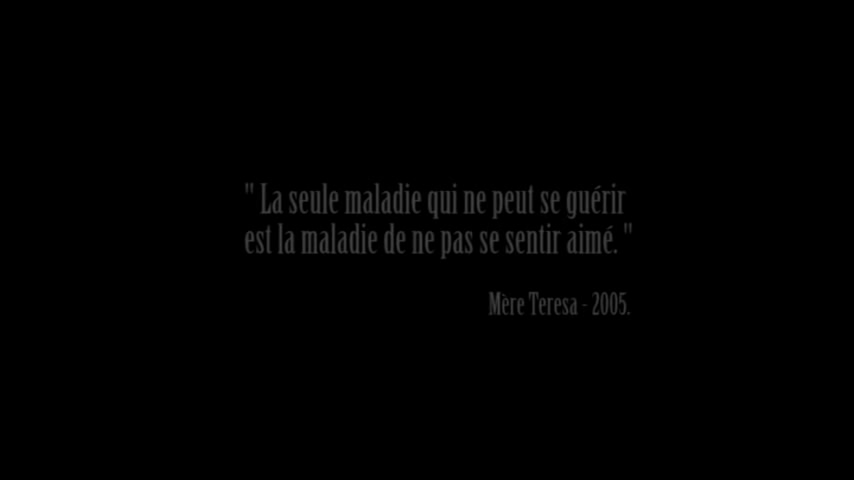 " La seule maladie qui ne peut se guérir
est la maladie de ne pas se sentir aimé. "
Mère Teresa - 2005.